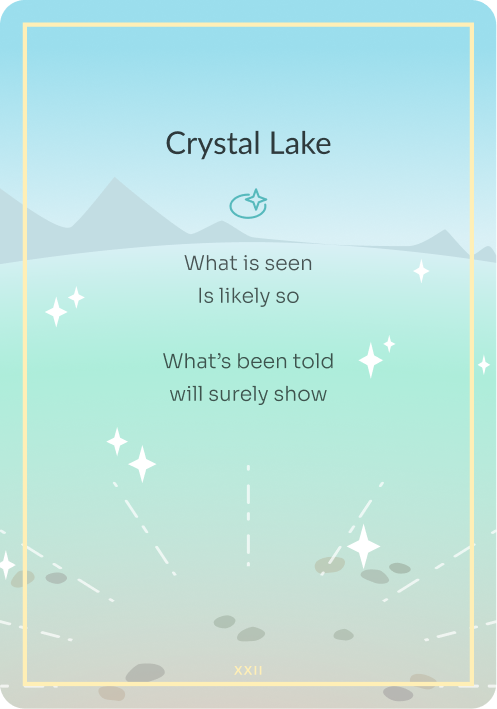 Crystal Lake
What is seen
Is likely so
What’s been told
will surely show
XXII